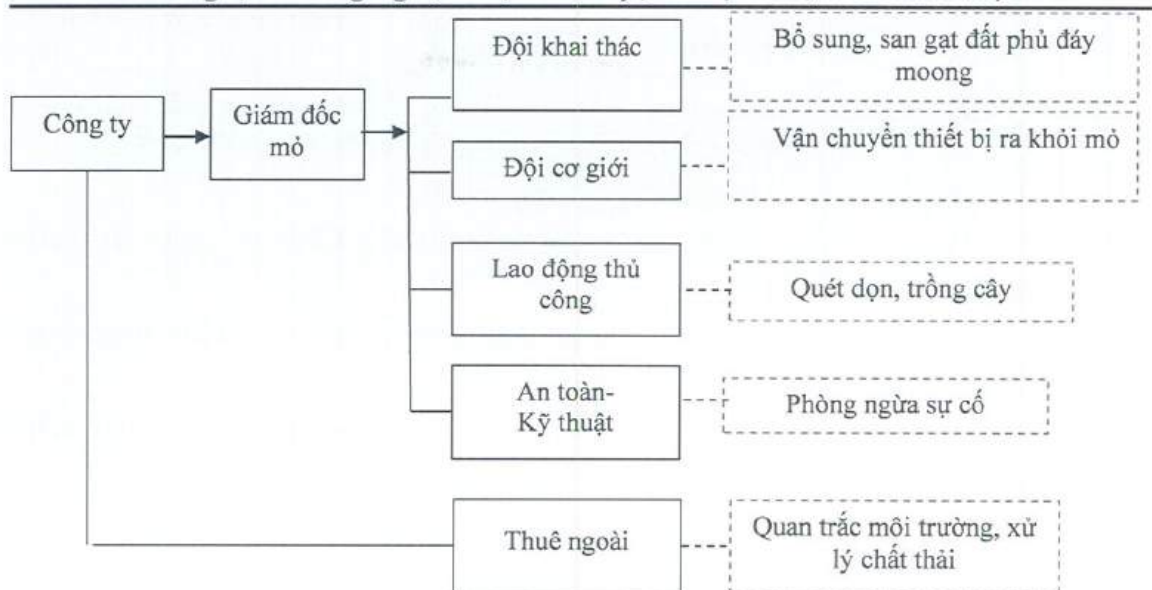 Đội khai thác
Bổ sung, san gạt đất phủ đáy
moong
Công ty
Giám đốc
mỏ
Đội cơ giới
Vận chuyển thiết bị ra khỏi mỏ
Lao động thủ
công
Quét dọn, trồng cây
An toàn-
Kỹ thuật
Phòng ngừa sự cố
Thuê ngoài
Quan trắc môi trường, xử
lý chất thải